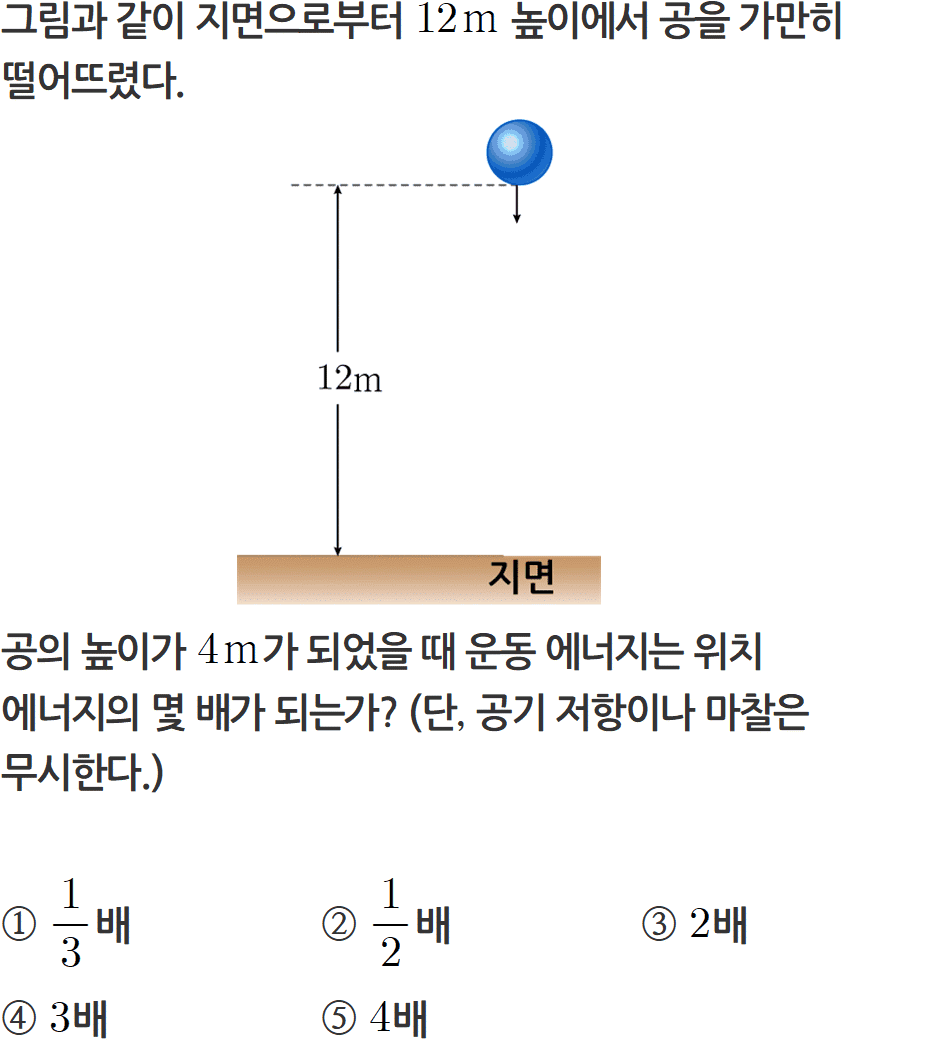 그림과 같이 지면으로부터 12m 높이에서 공을 가만히
떨어뜨렸다.
12m
지면
공의 높이가 4m가 되었을 때 운동 에너지는 위치
에너지의 몇 배가 되는가? (단, 공기 저항이나 마찰은
무시한다.)
① 1/3 배 ② 1/2 배 ③ 2배
④ 3배 ⑤ 4배